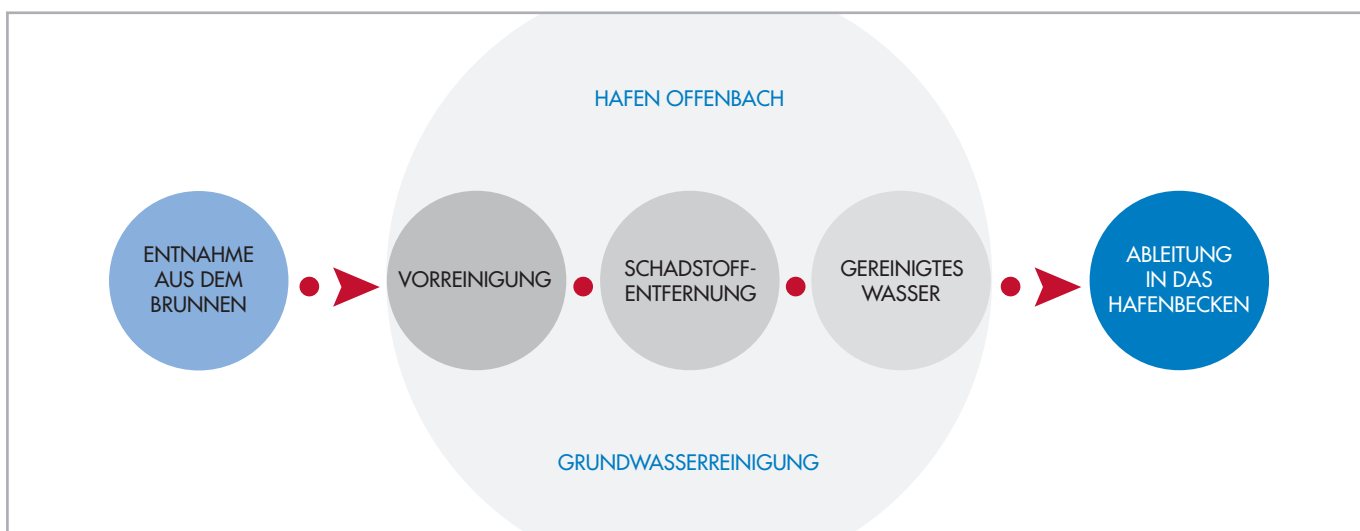 HAFEN OFFENBACH
ENTNAHME
AUS DEM
BRUNNEN
VORREINIGUNG
SCHADSTOFF-
ENTFERNUNG
GEREINIGTES
WASSER
ABLEITUNG
IN DAS
HAFENBECKEN
GRUNDWASSERREINIGUNG